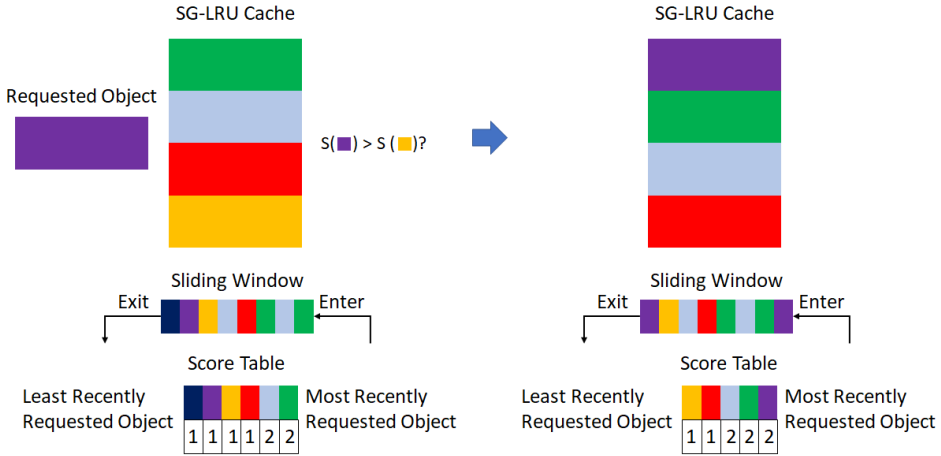 SG-LRU Cache
Requested Object
S( ) > S ( )?
Sliding Window
Exit
Enter
Score Table
Least Recently
Requested Object
Most Recently
Requested Object
1 1 1 1 2 2
SG-LRU Cache
Sliding Window
Exit
Enter
Score Table
Least Recently
Requested Object
Most Recently
Requested Object
1 1 2 2 2